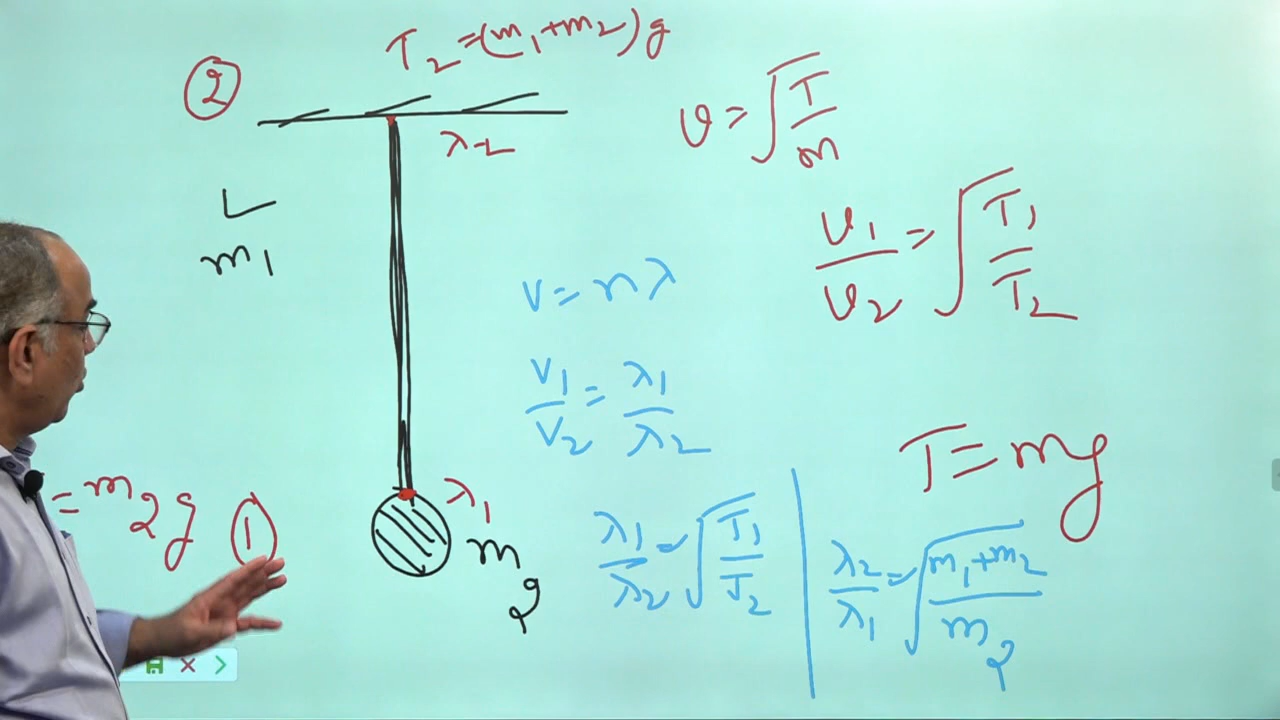 T₂ = (m₁+m₂)g
②
λ₂
L
m₁
v = √(T/m)
v₁/v₂ = √(T₁/T₂)
v = nλ
v₁/v₂ = λ₁/λ₂
T = mg
= m₂g ①
λ₁
m₂
λ₁/λ₂ = √(T₁/T₂)
λ₂/λ₁ = √((m₁+m₂)/m₂)